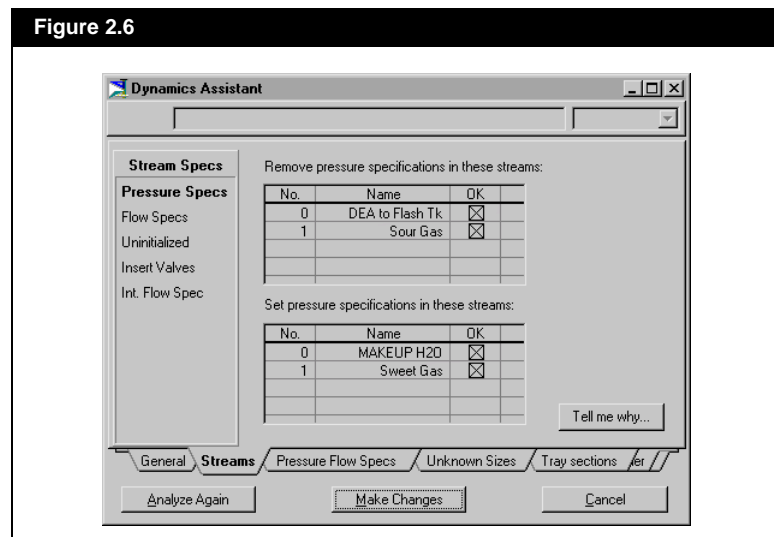 Figure 2.6
Dynamics Assistant
Stream Specs
Pressure Specs
Flow Specs
Uninitialized
Insert Valves
Int. Flow Spec
Remove pressure specifications in these streams:
No. Name OK
0 DEA to Flash Tk
1 Sour Gas
Set pressure specifications in these streams:
No. Name OK
0 MAKEUP H2O
1 Sweet Gas
Tell me why...
General Streams Pressure Flow Specs Unknown Sizes Tray sections
Analyze Again Make Changes Cancel